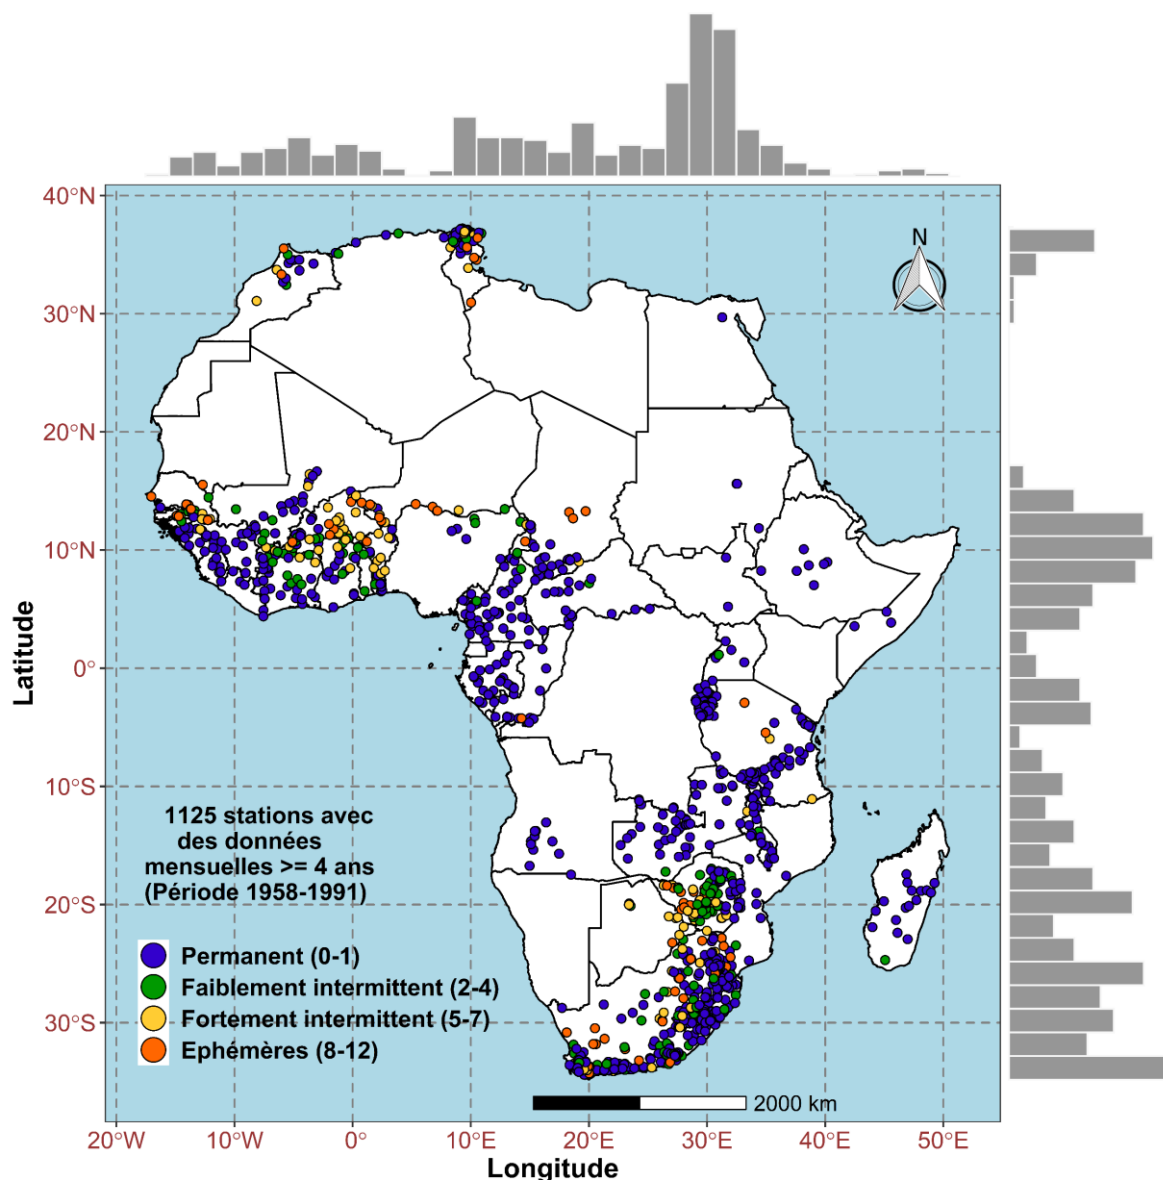 N
40°N
30°N
20°N
10°N
0°
10°S
20°S
30°S
Latitude
1125 stations avec
des données
mensuelles >= 4 ans
(Période 1958-1991)
Permanent (0-1)
Faiblement intermittent (2-4)
Fortement intermittent (5-7)
Ephémères (8-12)
2000 km
20°W
10°W
0°
10°E
20°E
30°E
40°E
50°E
Longitude